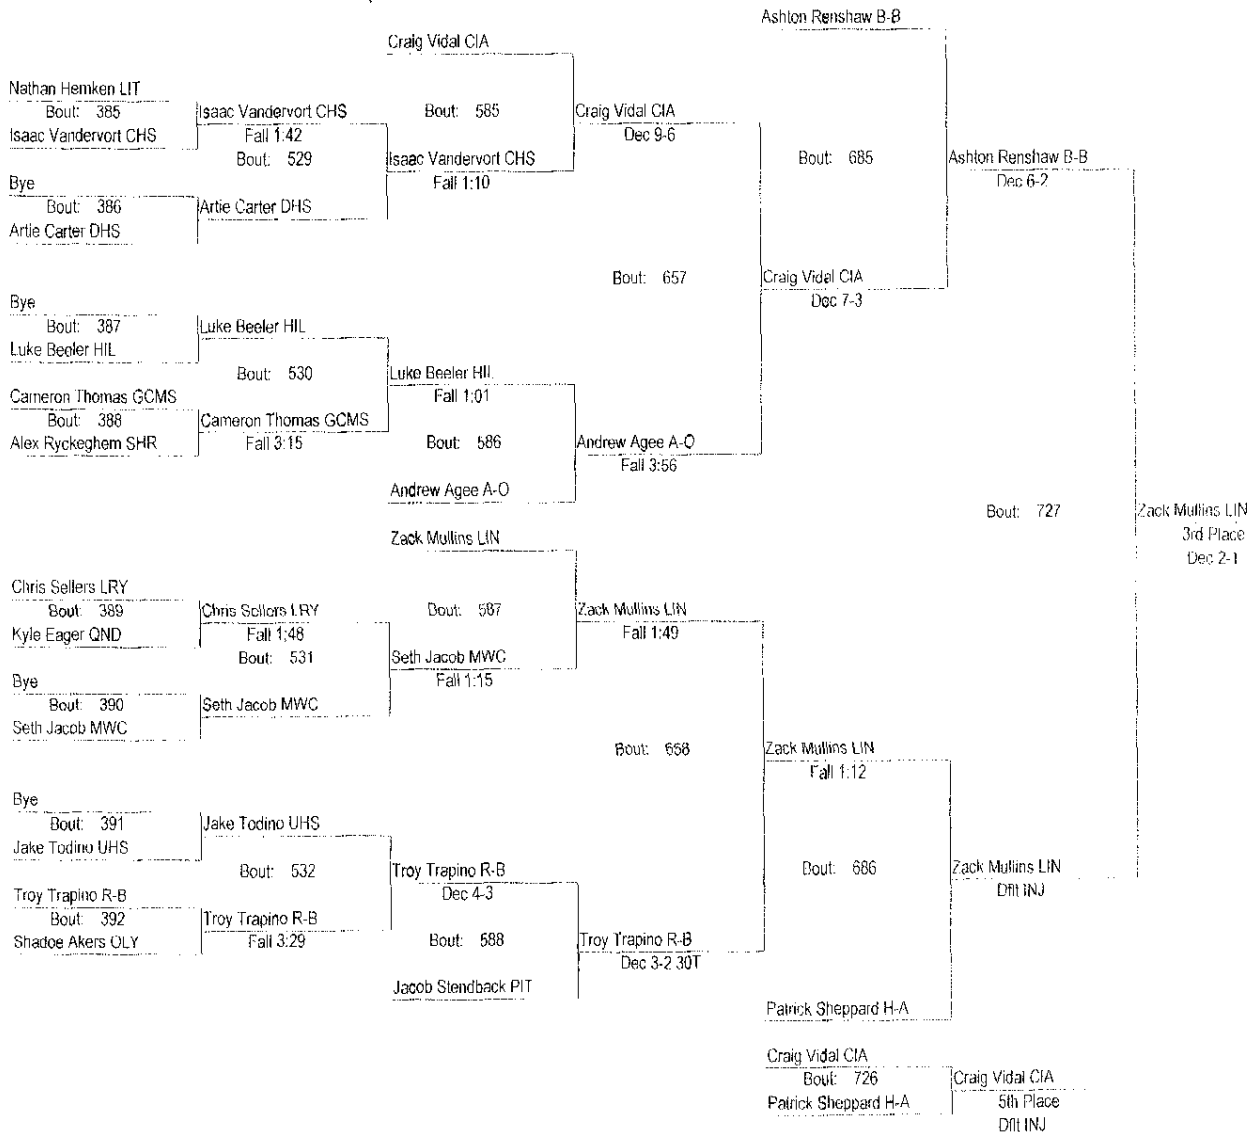 Ashton Renshaw B-B
Craig Vidal CIA
Nathan Hemken LIT
Bout: 385
Isaac Vandervort CHS
Isaac Vandervort CHS
Fall 1:42
Bout: 529
Bout: 585
Craig Vidal CIA
Dec 9-6
Isaac Vandervort CHS
Fall 1:10
Bout: 685
Ashton Renshaw B-B
Dec 6-2
Bye
Bout: 386
Artie Carter DHS
Artie Carter DHS
Bout: 657
Craig Vidal CIA
Dec 7-3
Bye
Bout: 387
Luke Beeler HIL
Luke Beeler HIL
Bout: 530
Luke Beeler HIL
Fall 1:01
Cameron Thomas GCMS
Bout: 388
Alex Ryckeghem SHR
Cameron Thomas GCMS
Fall 3:15
Bout: 586
Andrew Agee A-O
Fall 3:56
Andrew Agee A-O
Bout: 727
Zack Mullins LIN
3rd Place
Dec 2-1
Zack Mullins LIN
Chris Sellers LRY
Bout: 389
Kyle Eager QND
Chris Sellers LRY
Fall 1:48
Bout: 531
Bout: 587
Zack Mullins LIN
Fall 1:49
Seth Jacob MWC
Fall 1:15
Bye
Bout: 390
Seth Jacob MWC
Seth Jacob MWC
Bout: 658
Zack Mullins LIN
Fall 1:12
Bye
Bout: 391
Jake Todino UHS
Jake Todino UHS
Bout: 532
Troy Trapino R-B
Dec 4-3
Bout: 686
Zack Mullins LIN
Dflt INJ
Troy Trapino R-B
Bout: 392
Shadoe Akers OLY
Troy Trapino R-B
Fall 3:29
Bout: 588
Troy Trapino R-B
Dec 3-2 3OT
Jacob Stendback PIT
Patrick Sheppard H-A
Craig Vidal CIA
Bout: 726
Patrick Sheppard H-A
Craig Vidal CIA
5th Place
Dflt INJ